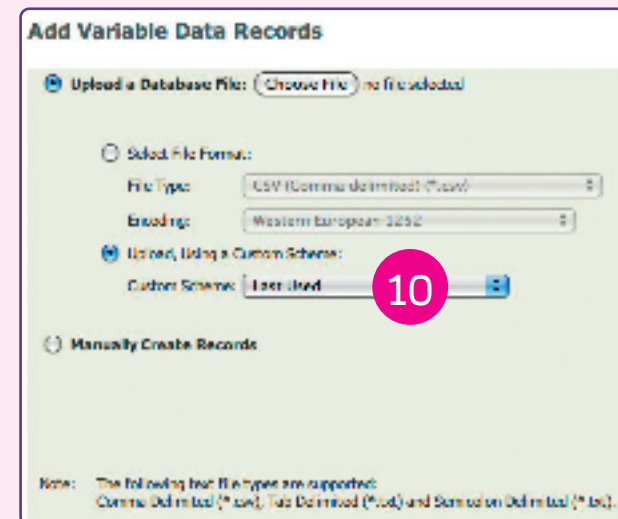 Add Variable Data Records
Upload a Database File: Choose File no file selected
Select File Format:
File Type: CSV (Comma delimited) (*.csv)
Encoding: Western European 1252
Upload, Using a Custom Scheme:
Custom Scheme: Last Used 10
Manually Create Records
Note: The following text file types are supported:
Comma Delimited (*.csv), Tab Delimited (*.txt) and Semicolon Delimited (*.txt).